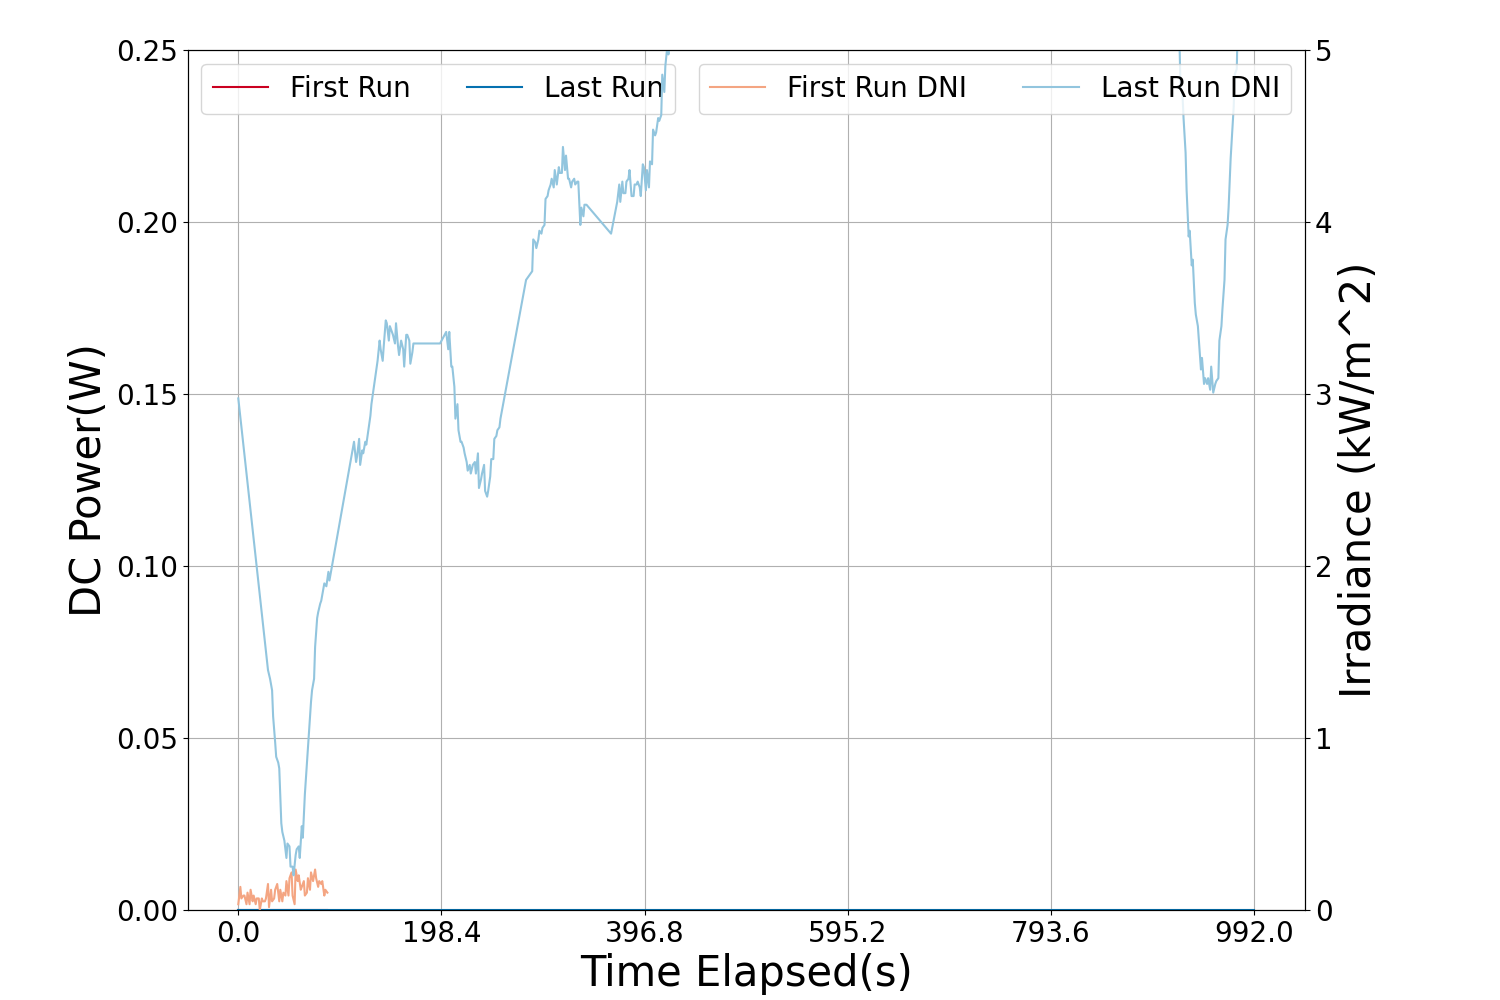 First Run
Last Run
First Run DNI
Last Run DNI
DC Power(W)
0.25
0.20
0.15
0.10
0.05
0.00
5
4
3
2
1
0
Irradiance (kW/m^2)
0.0
198.4
396.8
595.2
793.6
992.0
Time Elapsed(s)